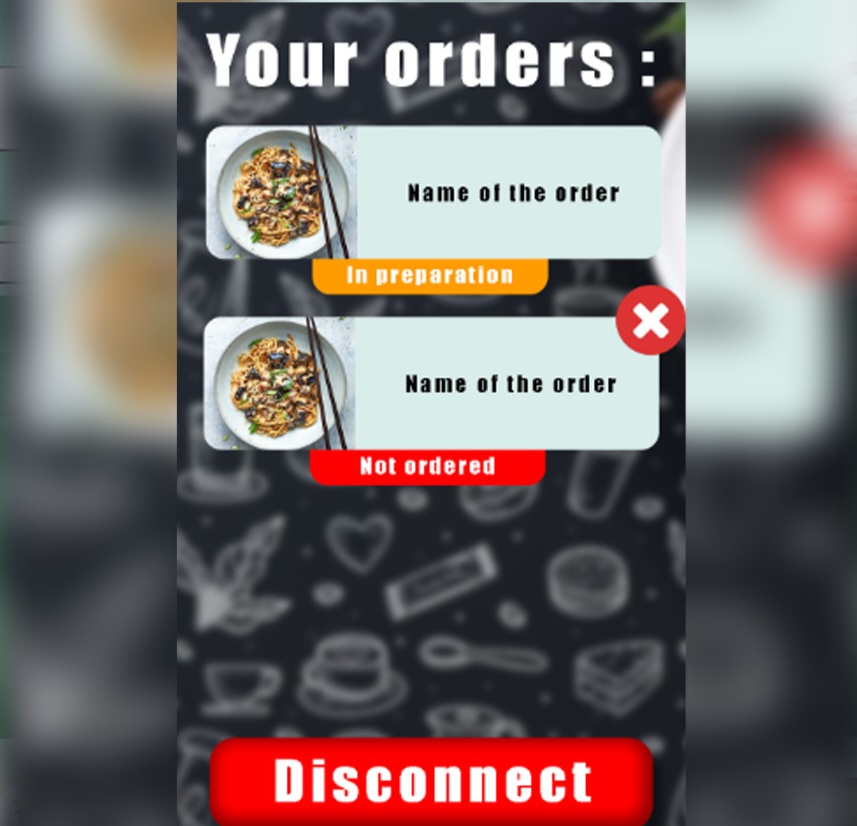 Your orders :
Name of the order
In preparation
Name of the order
Not ordered
Disconnect